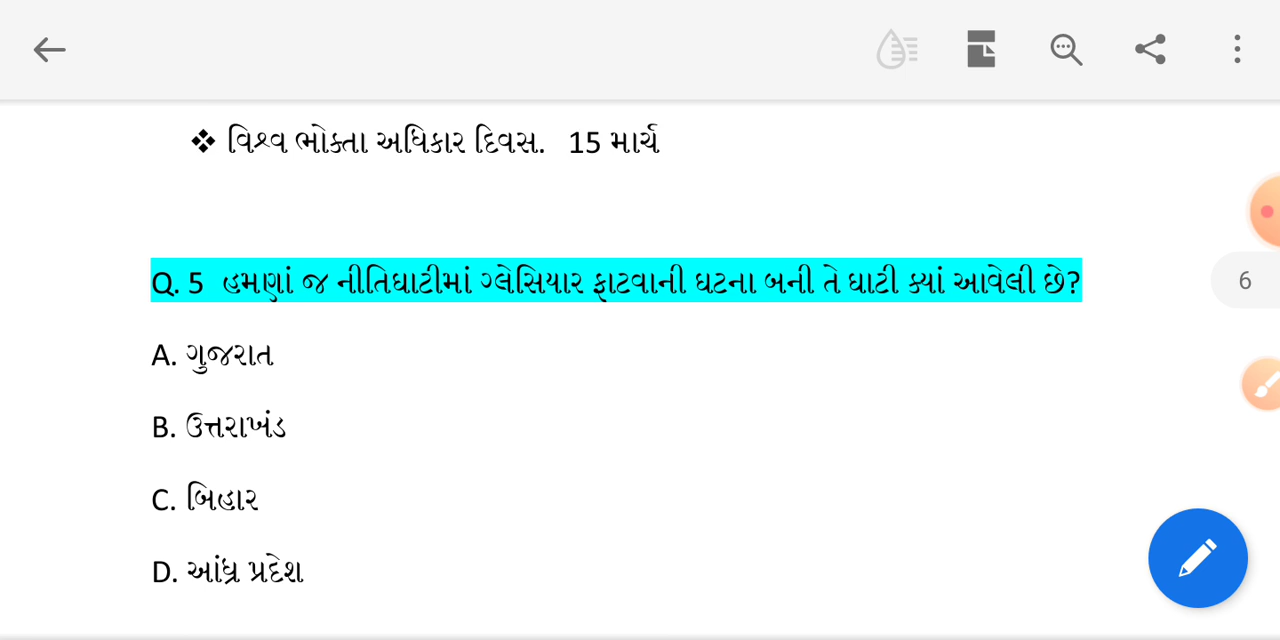 ❖ વિશ્વ ભોક્તા અધિકાર દિવસ. 15 માર્ચ
Q. 5 હમણાં જ નીતિઘાટીમાં ગ્લેસિયાર ફાટવાની ઘટના બની તે ઘાટી ક્યાં આવેલી છે?
6
A. ગુજરાત
B. ઉત્તરાખંડ
C. બિહાર
D. આંધ્ર પ્રદેશ